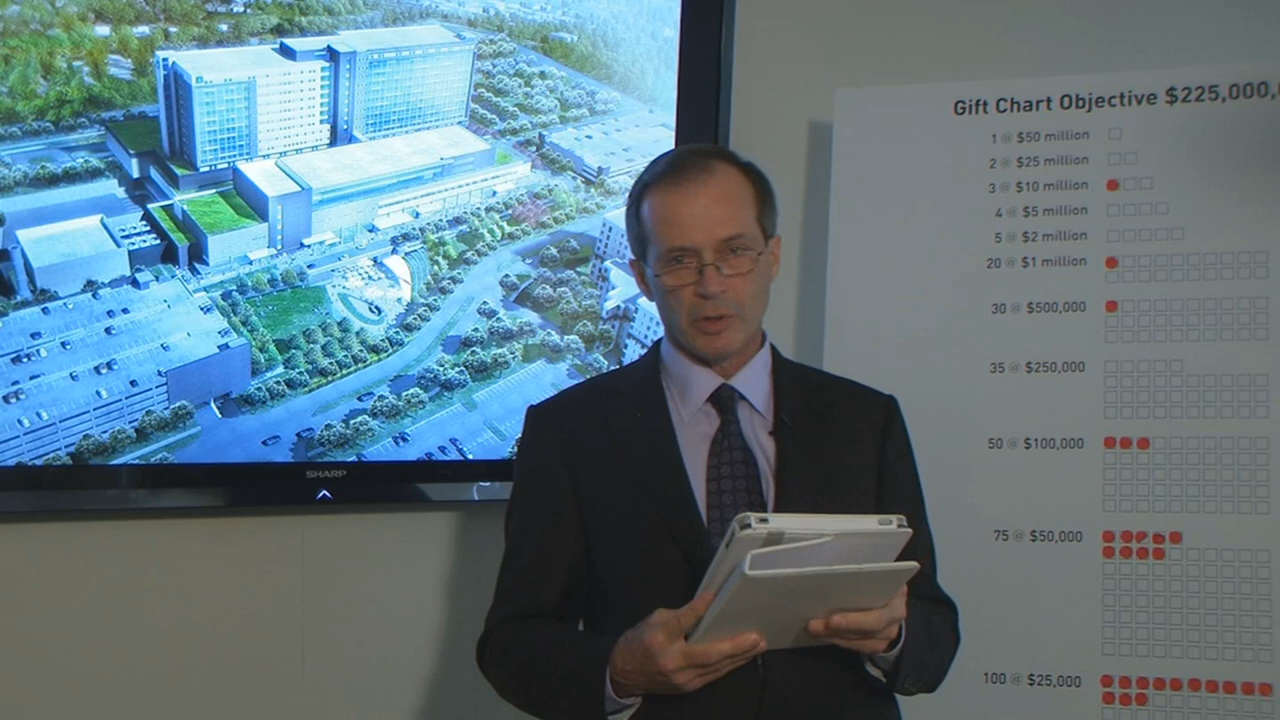 SHARP
Gift Chart Objective $225,000,
1 @ $50 million
2 @ $25 million
3 @ $10 million
4 @ $5 million
5 @ $2 million
20 @ $1 million
30 @ $500,000
35 @ $250,000
50 @ $100,000
75 @ $50,000
100 @ $25,000